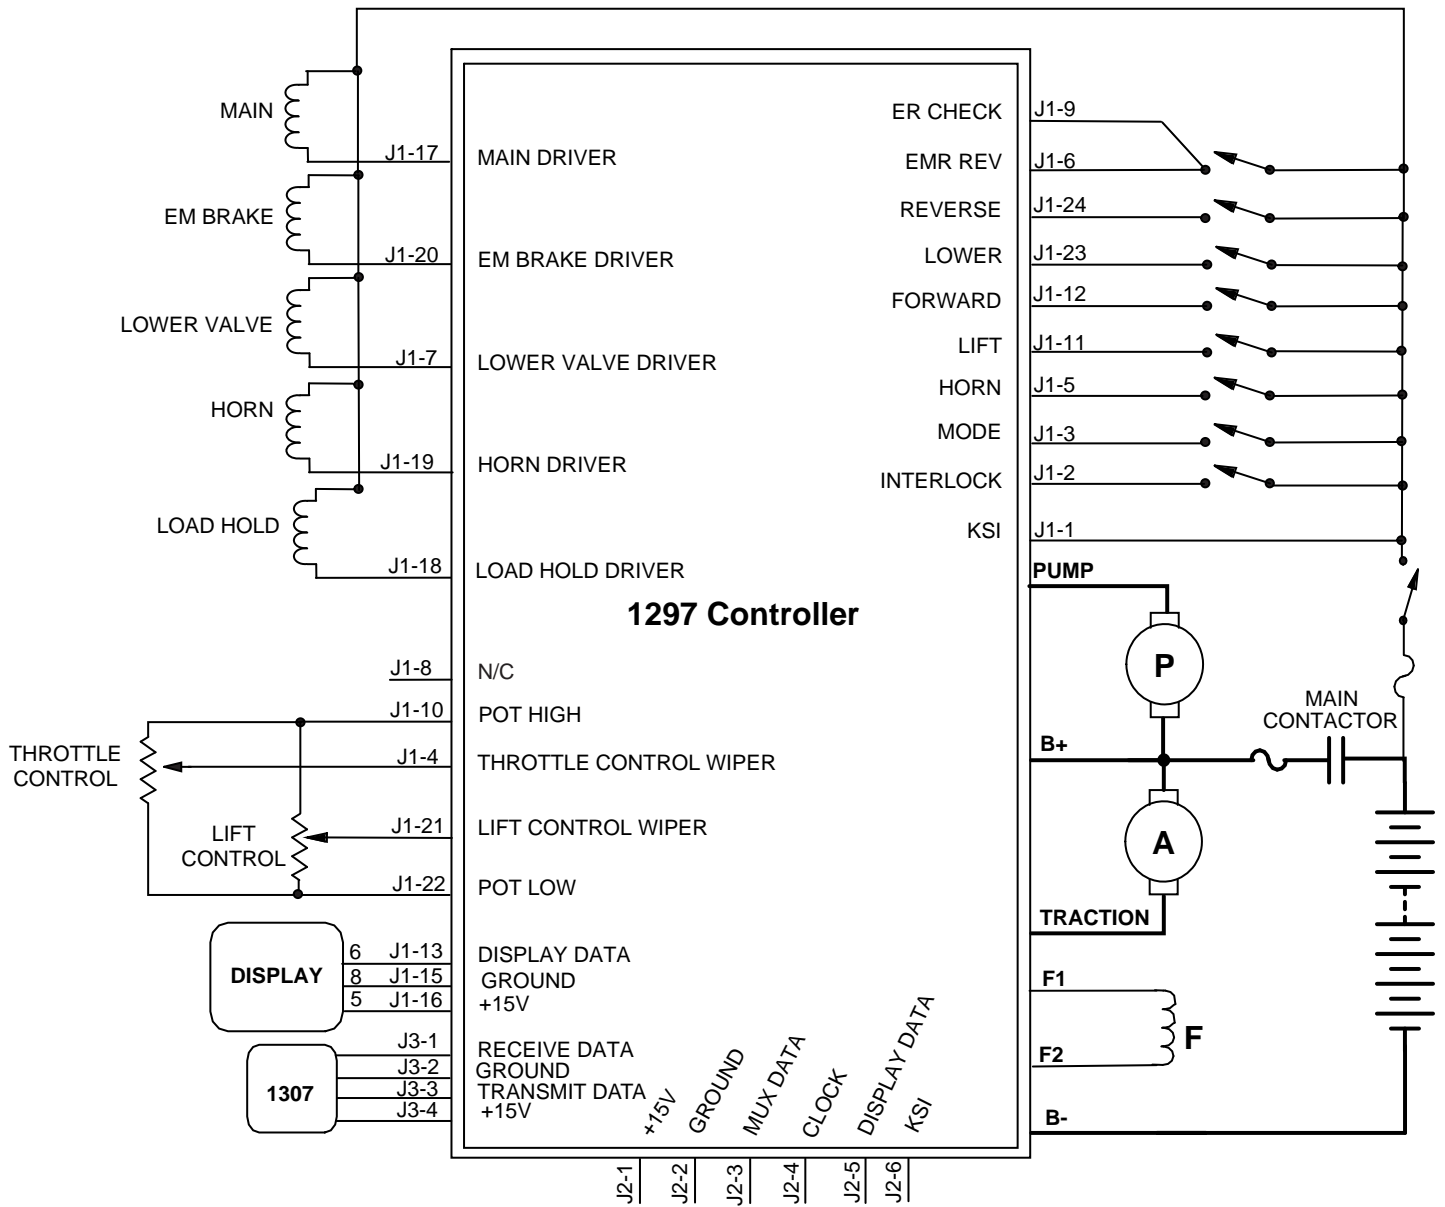 MAIN
J1-17
MAIN DRIVER
EM BRAKE
J1-20
EM BRAKE DRIVER
LOWER VALVE
J1-7
LOWER VALVE DRIVER
HORN
J1-19
HORN DRIVER
LOAD HOLD
J1-18
LOAD HOLD DRIVER
1297 Controller
J1-8
N/C
J1-10
POT HIGH
THROTTLE
CONTROL
J1-4
THROTTLE CONTROL WIPER
LIFT
CONTROL
J1-21
LIFT CONTROL WIPER
J1-22
POT LOW
DISPLAY
6
J1-13
DISPLAY DATA
8
J1-15
GROUND
5
J1-16
+15V
1307
J3-1
RECEIVE DATA
J3-2
GROUND
J3-3
TRANSMIT DATA
J3-4
+15V
+15V
GROUND
MUX DATA
CLOCK
DISPLAY DATA
KSI
J2-1
J2-2
J2-3
J2-4
J2-5
J2-6
ER CHECK
J1-9
EMR REV
J1-6
REVERSE
J1-24
LOWER
J1-23
FORWARD
J1-12
LIFT
J1-11
HORN
J1-5
MODE
J1-3
INTERLOCK
J1-2
KSI
J1-1
PUMP
P
MAIN
CONTACTOR
B+
A
TRACTION
F1
F
F2
B-